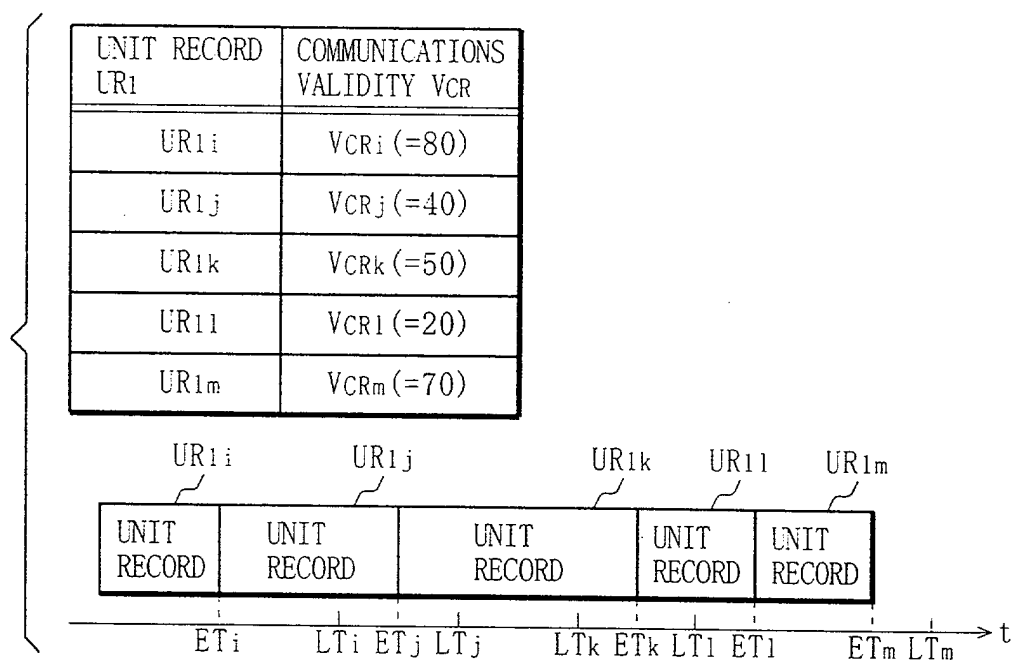 UNIT RECORD UR1
COMMUNICATIONS VALIDITY VCR
UR1i VCRi(=80)
UR1j VCRj(=40)
UR1k VCRk(=50)
UR1l VCRl(=20)
UR1m VCRm(=70)
UR1i UR1j UR1k UR1l UR1m
UNIT UNIT UNIT UNIT UNIT
RECORD RECORD RECORD RECORD RECORD
ETi LTi ETj LTj LTk ETk LTl ETl ETm LTm t